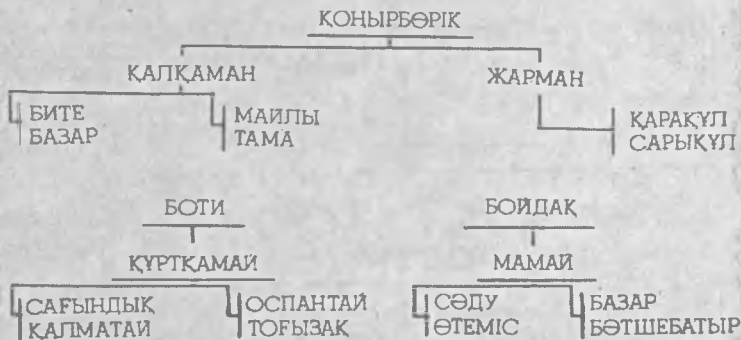 ҚОҢЫРБӨРІК
ҚАЛҚАМАН ЖАРМАН
БИТЕ МАЙЛЫ ҚАРАҚҰЛ
БАЗАР ТАМА САРЫҚҰЛ
БОТИ БОЙДАҚ
ҚҰРТҚАМАЙ МАМАЙ
САҒЫНДЫҚ ОСПАНТАЙ СӘДУ БАЗАР
ҚАЛМАТАЙ ТОҒЫЗАҚ ӨТЕМІС БӘТШЕБАТЫР